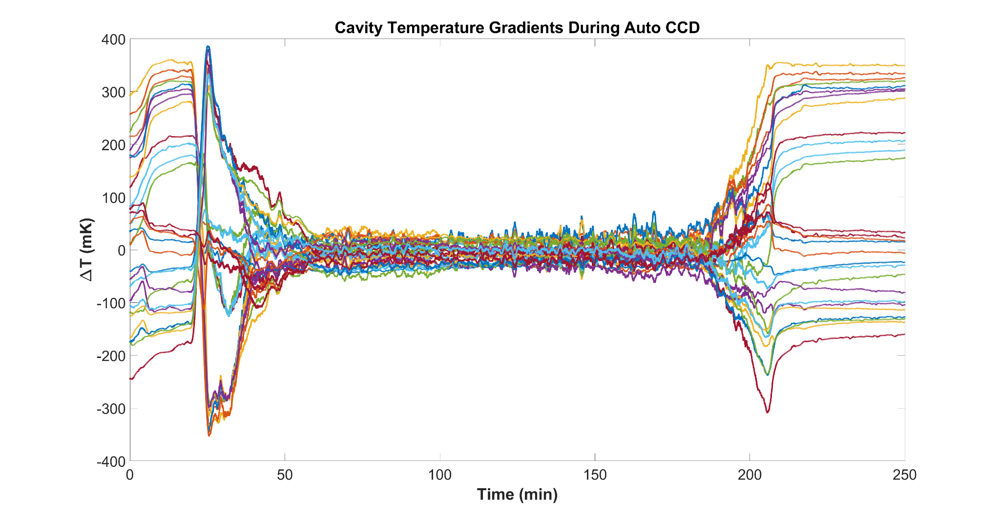 Cavity Temperature Gradients During Auto CCD
400
300
200
100
0
-100
-200
-300
-400
ΔT (mK)
0 50 100 150 200 250
Time (min)